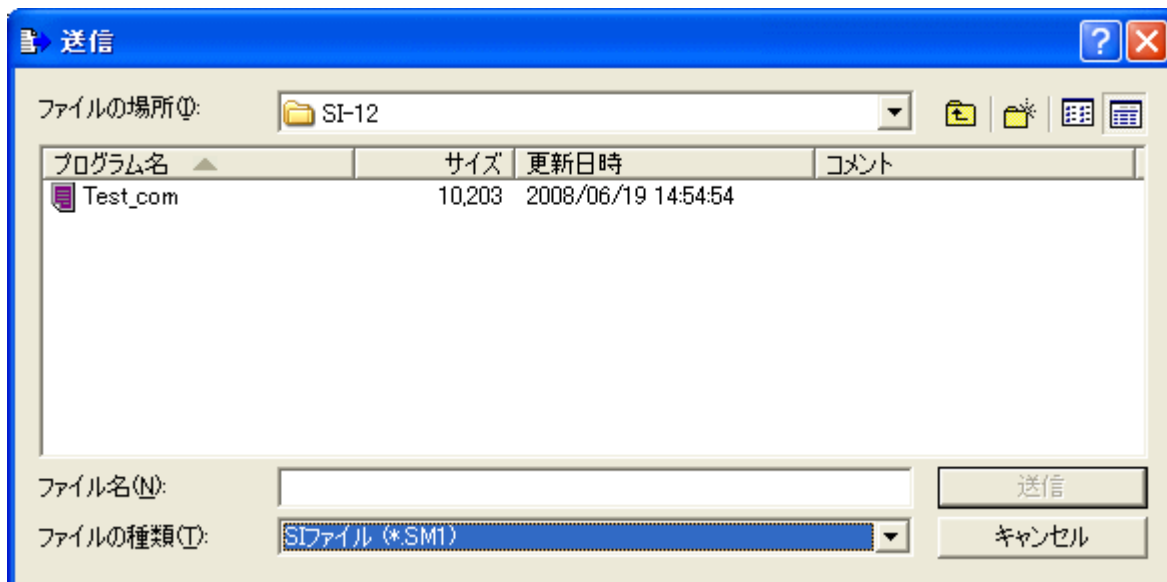 送信
ファイルの場所(I):
SI-12
プログラム名 サイズ 更新日時 コメント
Test_com 10,203 2008/06/19 14:54:54
ファイル名(N):
送信
ファイルの種類(T):
SIファイル (*.SM1)
キャンセル